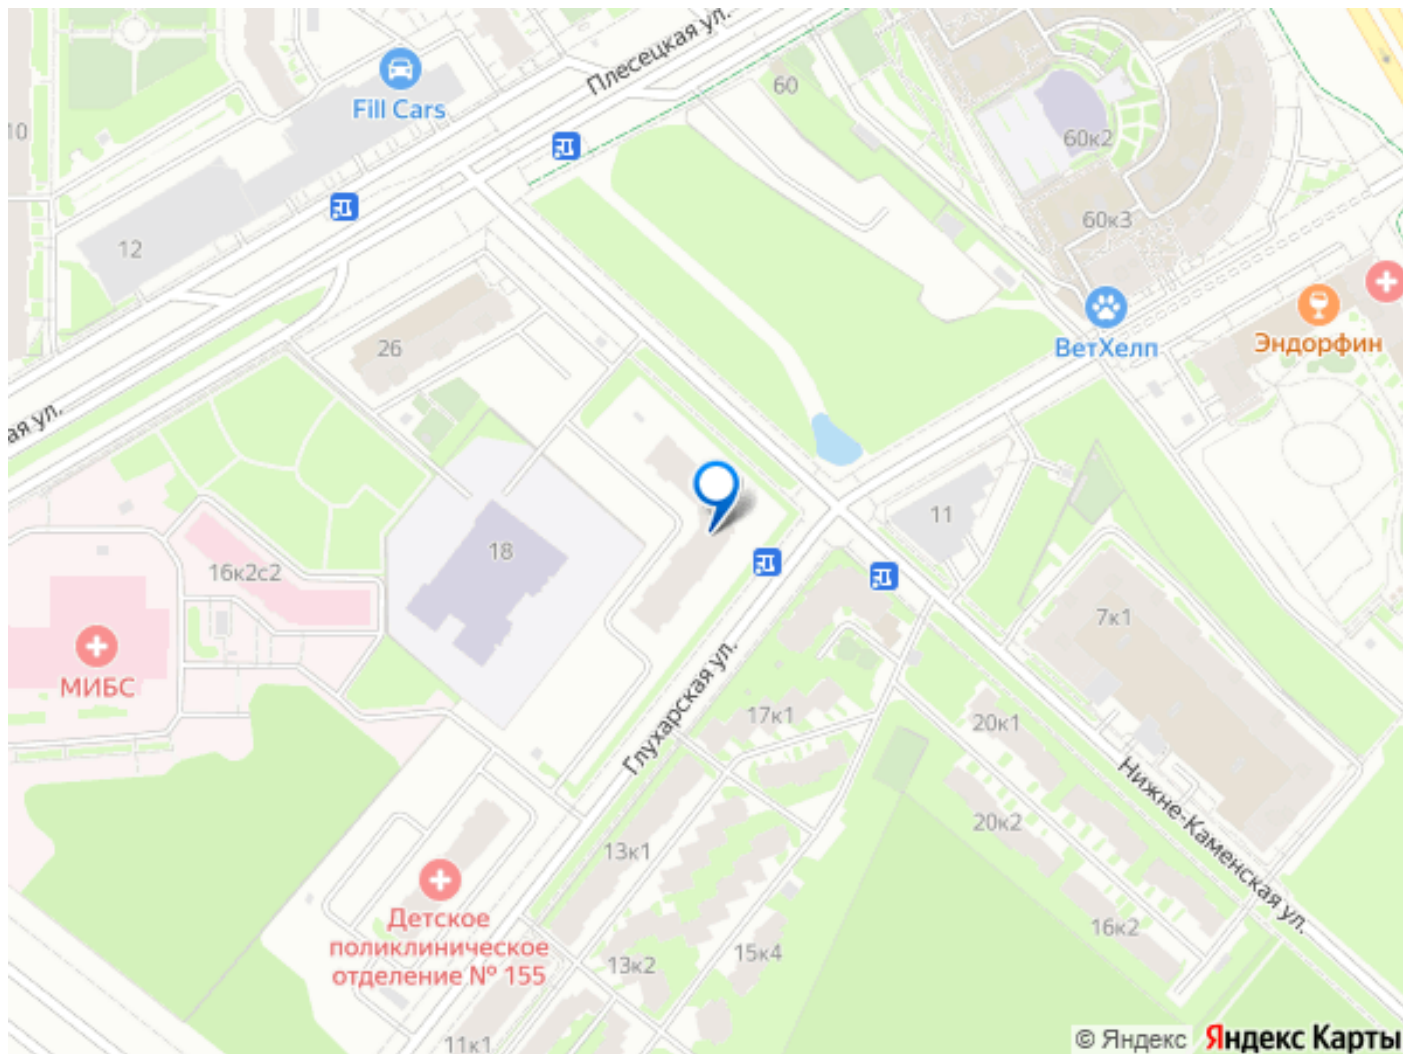 Плесецкая ул.
Fill Cars
60
10
60к2
60к3
12
26
ВетХелп
Эндорфин
ая ул.
11
18
16к2с2
7к1
МИБС
Глухарская ул.
17к1
20к1
Нижне-Каменская ул.
20к2
13к1
Детское
поликлиническое
отделение № 155
16к2
15к4
13к2
11к1
© Яндекс Яндекс Карты